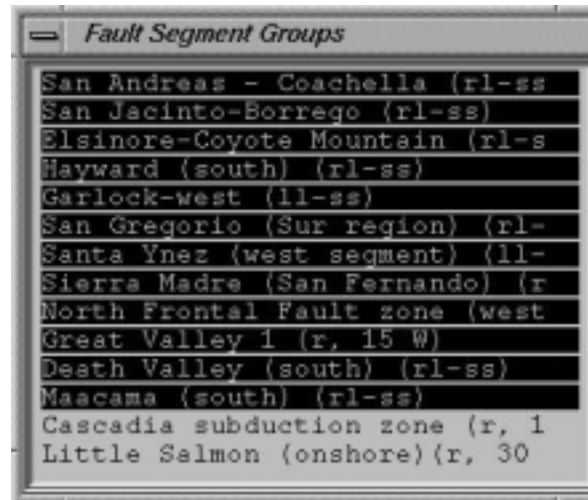 Fault Segment Groups
San Andreas - Coachella (rl-ss
San Jacinto-Borrego (rl-ss)
Elsinore-Coyote Mountain (rl-s
Hayward (south) (rl-ss)
Garlock-west (ll-ss)
San Gregorio (Sur region) (rl-
Santa Ynez (west segment) (ll-
Sierra Madre (San Fernando) (r
North Frontal Fault zone (west
Great Valley 1 (r, 15 W)
Death Valley (south) (rl-ss)
Maacama (south) (rl-ss)
Cascadia subduction zone (r, 1
Little Salmon (onshore)(r, 30